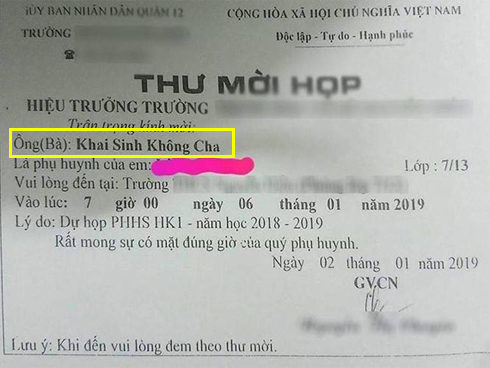 ỦY BAN NHÂN DÂN QUẬN 12
CỘNG HÒA XÃ HỘI CHỦ NGHĨA VIỆT NAM
TRƯỜNG
Độc lập - Tự do - Hạnh phúc
THƯ MỜI HỌP
HIỆU TRƯỞNG TRƯỜNG
Trân trọng kính mời:
Ông(Bà): Khai Sinh Không Cha
Là phụ huynh của em:
Lớp : 7/13
Vui lòng đến tại: Trường
Vào lúc: 7 giờ 00 ngày 06 tháng 01 năm 2019
Lý do: Dự họp PHHS HK1 - năm học 2018 - 2019
Rất mong sự có mặt đúng giờ của quý phụ huynh.
Ngày 02 tháng 01 năm 2019
GVCN
Lưu ý: Khi đến vui lòng đem theo thư mời.